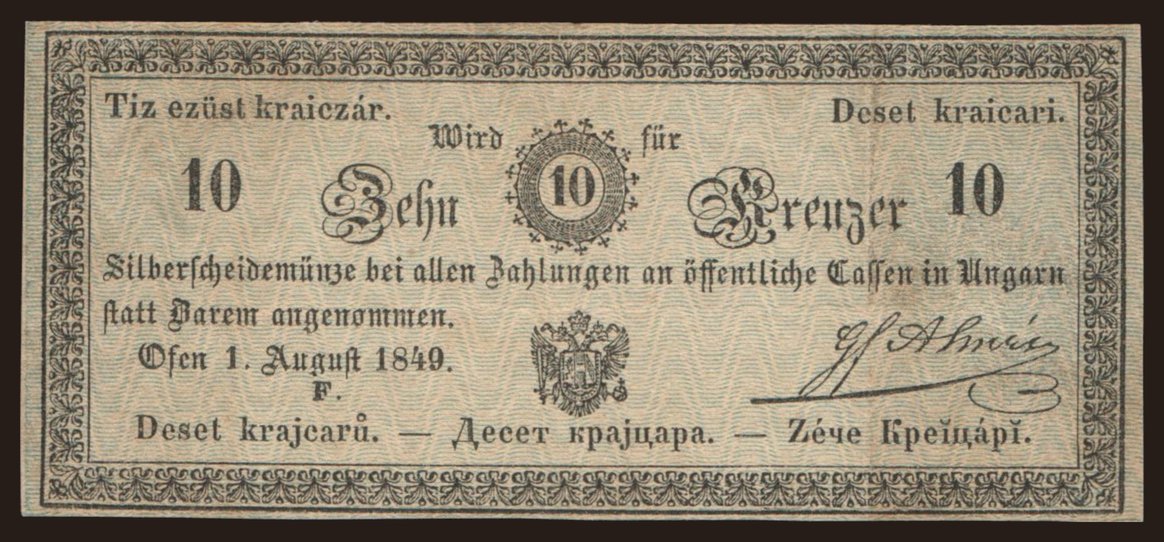 Tiz ezüst kraiczár.
Deset kraicari.
Wird 10 für
10 Zehn Kreuzer 10
Silberscheidemünze bei allen Zahlungen an öffentliche Cassen in Ungarn
statt Barem angenommen.
Ofen 1. August 1849.
F.
Deset krajcarů. — Десет крајцара. — Zéче Креĭцáрĭ.